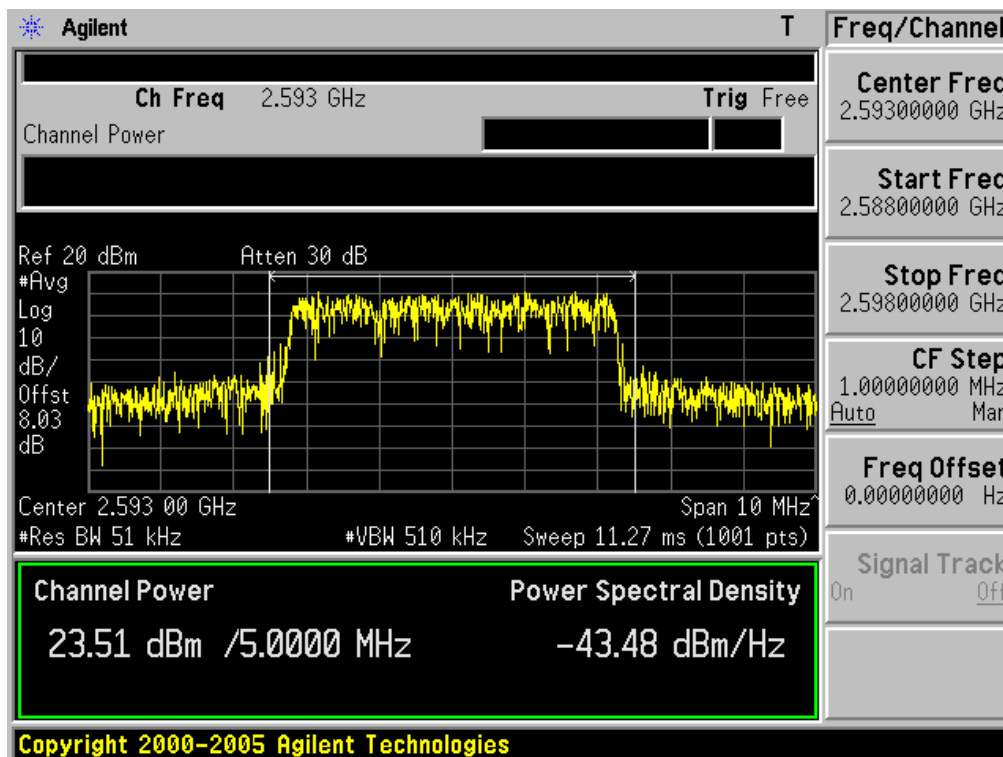 Agilent T
Freq/Channel
Ch Freq 2.593 GHz Trig Free
Channel Power
Center Freq
2.59300000 GHz
Start Freq
2.58800000 GHz
Stop Freq
2.59800000 GHz
CF Step
1.00000000 MHz
Auto Man
Freq Offset
0.00000000 Hz
Signal Track
On Off
Ref 20 dBm Atten 30 dB
#Avg
Log
10
dB/
Offst
8.03
dB
Center 2.593 00 GHz Span 10 MHz^
#Res BW 51 kHz #VBW 510 kHz Sweep 11.27 ms (1001 pts)
Channel Power Power Spectral Density
23.51 dBm /5.0000 MHz -43.48 dBm/Hz
Copyright 2000-2005 Agilent Technologies